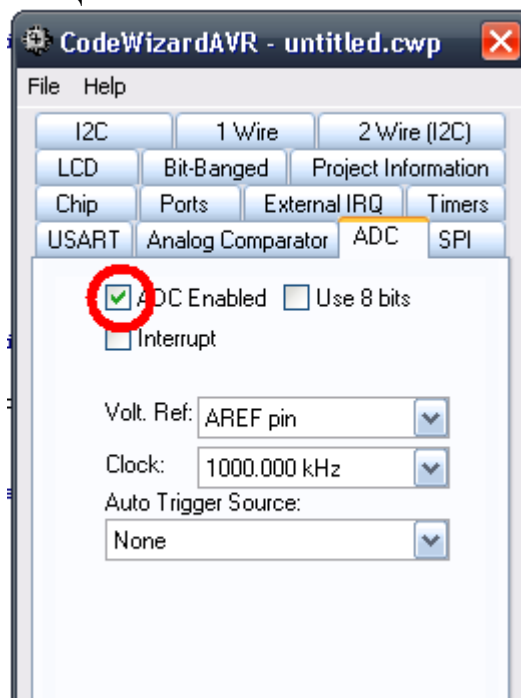 CodeWizardAVR - untitled.cwp
File Help
I2C 1 Wire 2 Wire (I2C)
LCD Bit-Banged Project Information
Chip Ports External IRQ Timers
USART Analog Comparator ADC SPI
ADC Enabled Use 8 bits
Interrupt
Volt. Ref: AREF pin
Clock: 1000.000 kHz
Auto Trigger Source:
None